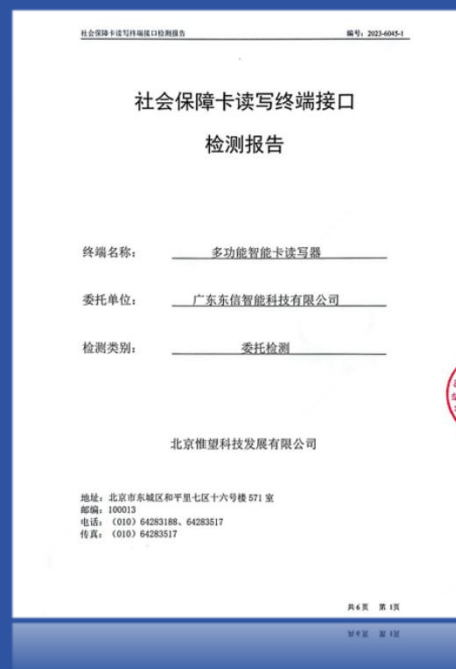 社会保障卡读写终端接口检测报告 编号：2023-6045-1
社会保障卡读写终端接口
检测报告
终端名称： 多功能智能卡读写器
委托单位： 广东东信智能科技有限公司
检测类别： 委托检测
北京惟望科技发展有限公司
地址：北京市东城区和平里七区十六号楼 571 室
邮编：100013
电话：（010）64283188、64283517
传真：（010）64283517
共 6 页 第 1页